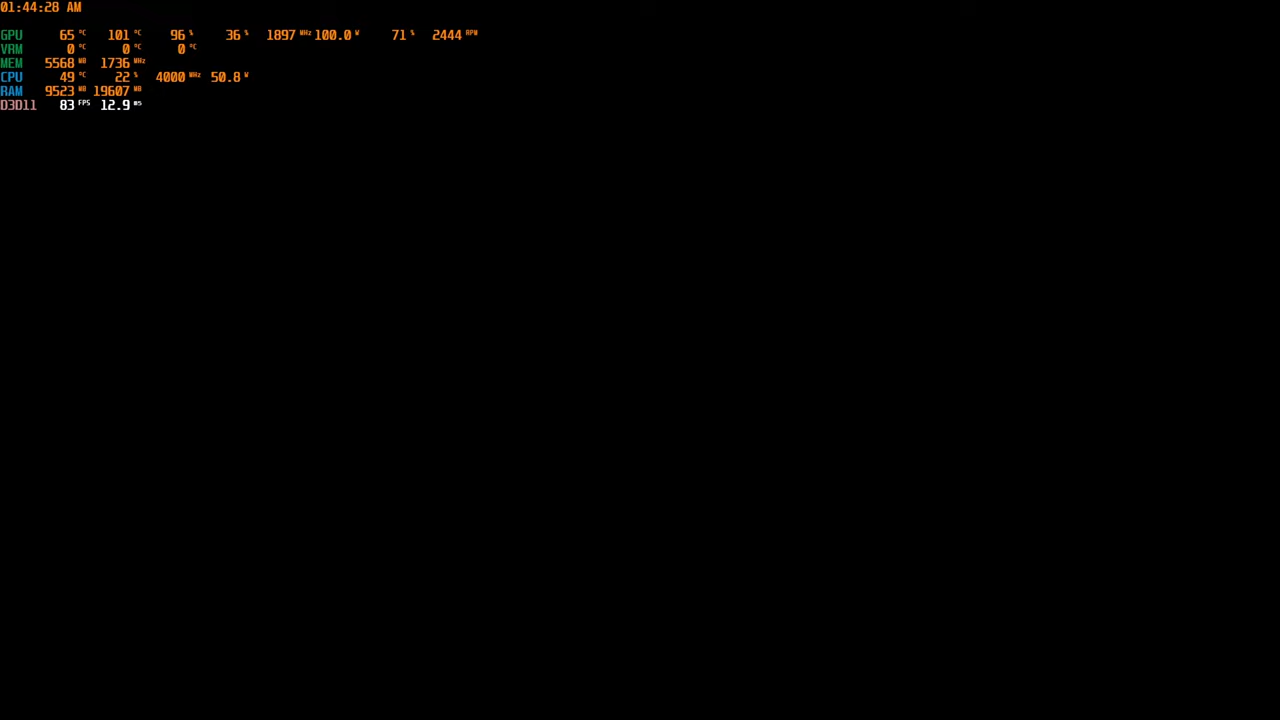 01:44:28 AM
GPU 65 °C 101 °C 96 % 36 % 1897 MHz 100.0 W 71 % 2444 RPM
VRM 0 °C 0 °C 0 °C
MEM 5568 MB 1736 MHz
CPU 49 °C 22 % 4000 MHz 50.8 W
RAM 9523 MB 19607 MB
D3D11 83 FPS 12.9 ms